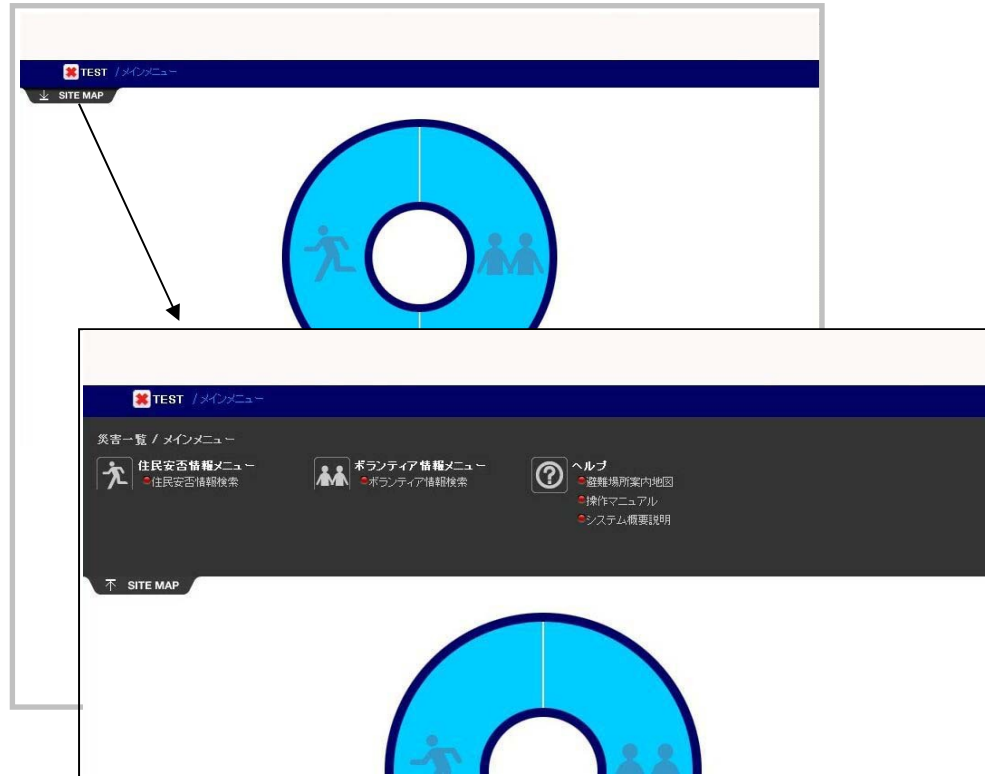 TEST /メインメニュー
SITE MAP
TEST /メインメニュー
災害一覧 / メインメニュー
住民安否情報メニュー
住民安否情報検索
ボランティア情報メニュー
ボランティア情報検索
ヘルプ
避難場所案内地図
操作マニュアル
システム概要説明
SITE MAP